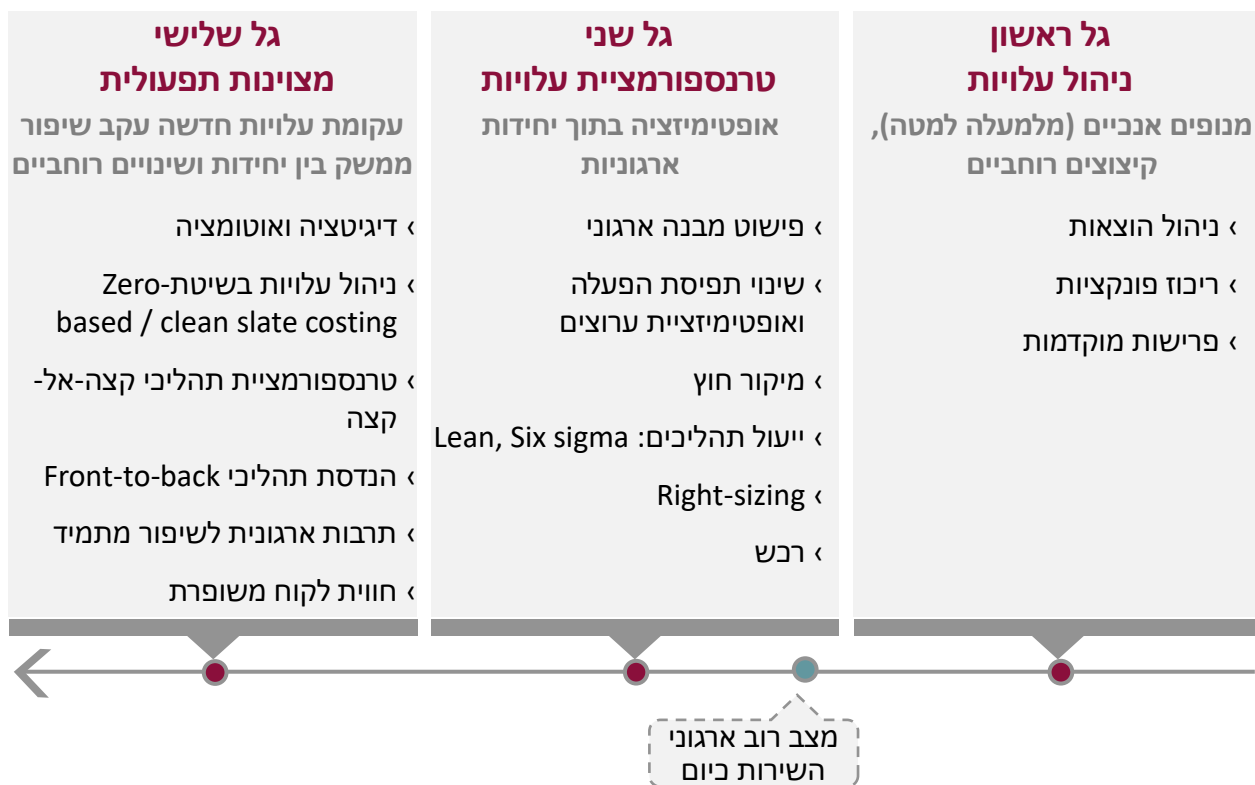 גל ראשון
ניהול עלויות
מנופים אנכיים (מלמעלה למטה),
קיצוצים רוחביים
› ניהול הוצאות
› ריכוז פונקציות
› פרישות מוקדמות
גל שני
טרנספורמציית עלויות
אופטימיזציה בתוך יחידות
ארגוניות
› פישוט מבנה ארגוני
› שינוי תפיסת הפעלה
ואופטימיזציית ערוצים
› מיקור חוץ
› ייעול תהליכים: Lean, Six sigma
› Right-sizing
› רכש
גל שלישי
מצוינות תפעולית
עקומת עלויות חדשה עקב שיפור
ממשק בין יחידות ושינויים רוחביים
› דיגיטציה ואוטומציה
› ניהול עלויות בשיטת-Zero
based / clean slate costing
› טרנספורמציית תהליכי קצה-אל-
קצה
› הנדסת תהליכי Front-to-back
› תרבות ארגונית לשיפור מתמיד
› חווית לקוח משופרת
מצב רוב ארגוני
השירות כיום